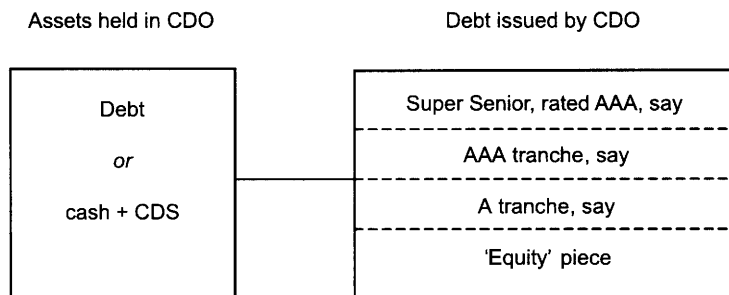 Assets held in CDO
Debt issued by CDO
Debt
or
cash + CDS
Super Senior, rated AAA, say
AAA tranche, say
A tranche, say
'Equity' piece